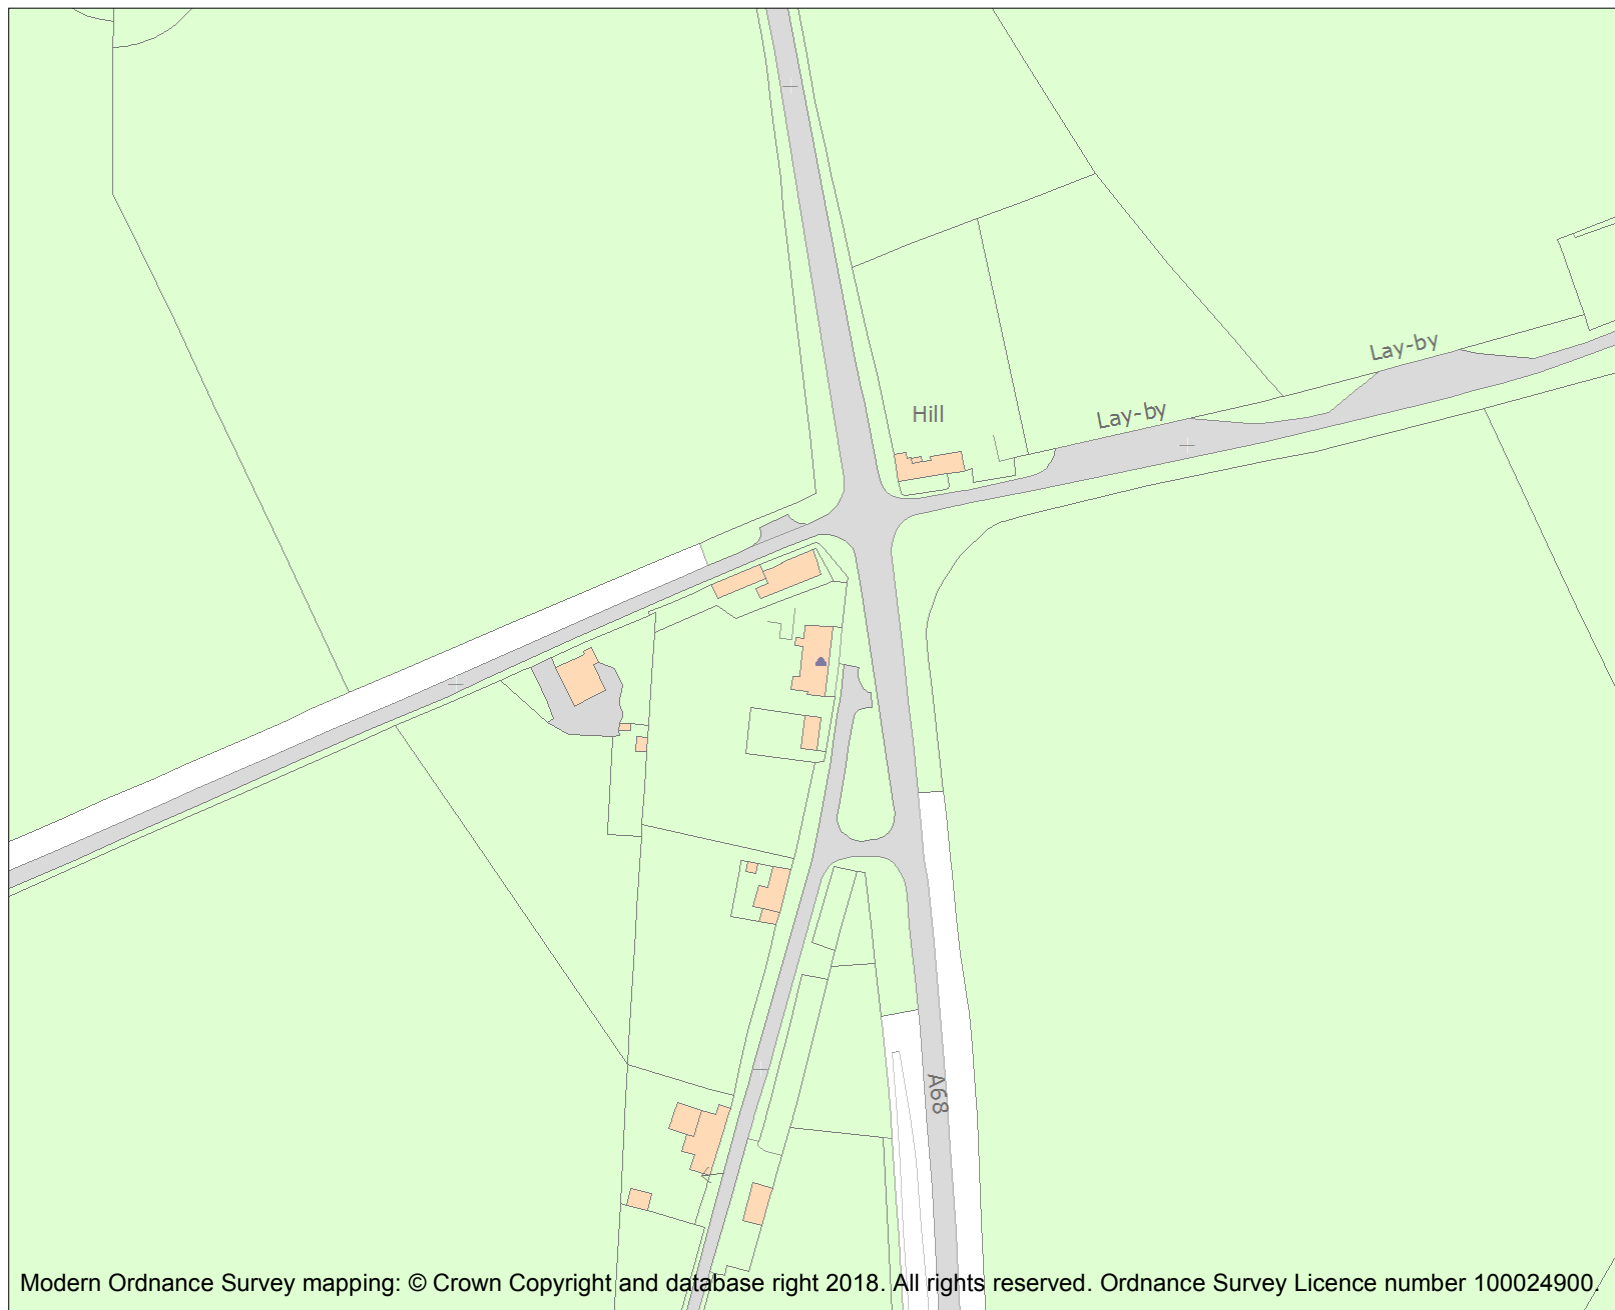 Lay-by
Lay-by
Hill
A68
Modern Ordnance Survey mapping: © Crown Copyright and database right 2018. All rights reserved. Ordnance Survey Licence number 100024900.